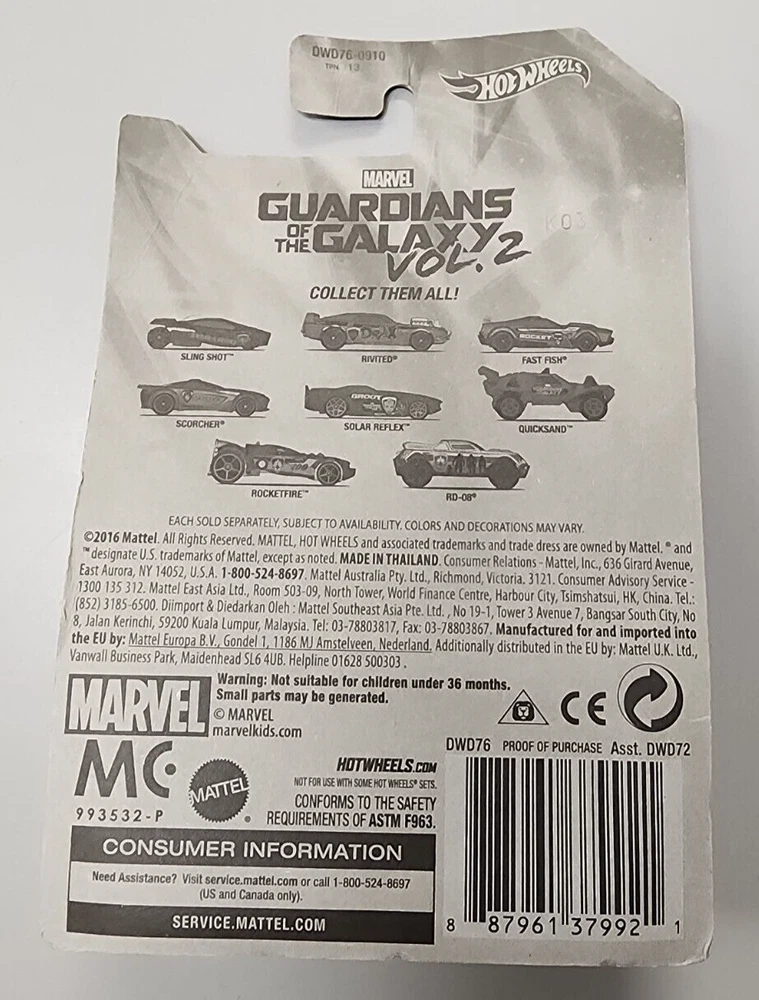 DWD76-0910
TPN 13
HOT WHEELS
MARVEL
GUARDIANS
OF THE GALAXY
VOL. 2
K03
COLLECT THEM ALL!
DRAX
ROCKET
SLING SHOT™
RIVITED®
FAST FISH®
GROOT
SCORCHER®
SOLAR REFLEX™
QUICKSAND™
ROCKETFIRE™
RD-08®
EACH SOLD SEPARATELY, SUBJECT TO AVAILABILITY. COLORS AND DECORATIONS MAY VARY.
©2016 Mattel. All Rights Reserved. MATTEL, HOT WHEELS and associated trademarks and trade dress are owned by Mattel. ® and
™ designate U.S. trademarks of Mattel, except as noted. MADE IN THAILAND. Consumer Relations - Mattel, Inc., 636 Girard Avenue,
East Aurora, NY 14052, U.S.A. 1-800-524-8697. Mattel Australia Pty. Ltd., Richmond, Victoria. 3121. Consumer Advisory Service -
1300 135 312. Mattel East Asia Ltd., Room 503-09, North Tower, World Finance Centre, Harbour City, Tsimshatsui, HK, China. Tel.:
(852) 3185-6500. Diimport & Diedarkan Oleh : Mattel Southeast Asia Pte. Ltd., No 19-1, Tower 3 Avenue 7, Bangsar South City, No
8, Jalan Kerinchi, 59200 Kuala Lumpur, Malaysia. Tel: 03-78803817, Fax: 03-78803867. Manufactured for and imported into
the EU by: Mattel Europa B.V., Gondel 1, 1186 MJ Amstelveen, Nederland. Additionally distributed in the EU by: Mattel U.K. Ltd.,
Vanwall Business Park, Maidenhead SL6 4UB. Helpline 01628 500303.
MARVEL
Warning: Not suitable for children under 36 months.
Small parts may be generated.
© MARVEL
marvelkids.com
CE
MC
993532-P
MATTEL
HOTWHEELS.COM
NOT FOR USE WITH SOME HOT WHEELS® SETS.
CONFORMS TO THE SAFETY
REQUIREMENTS OF ASTM F963.
DWD76 PROOF OF PURCHASE Asst. DWD72
CONSUMER INFORMATION
Need Assistance? Visit service.mattel.com or call 1-800-524-8697
(US and Canada only).
SERVICE.MATTEL.COM
8 87961 37992 1